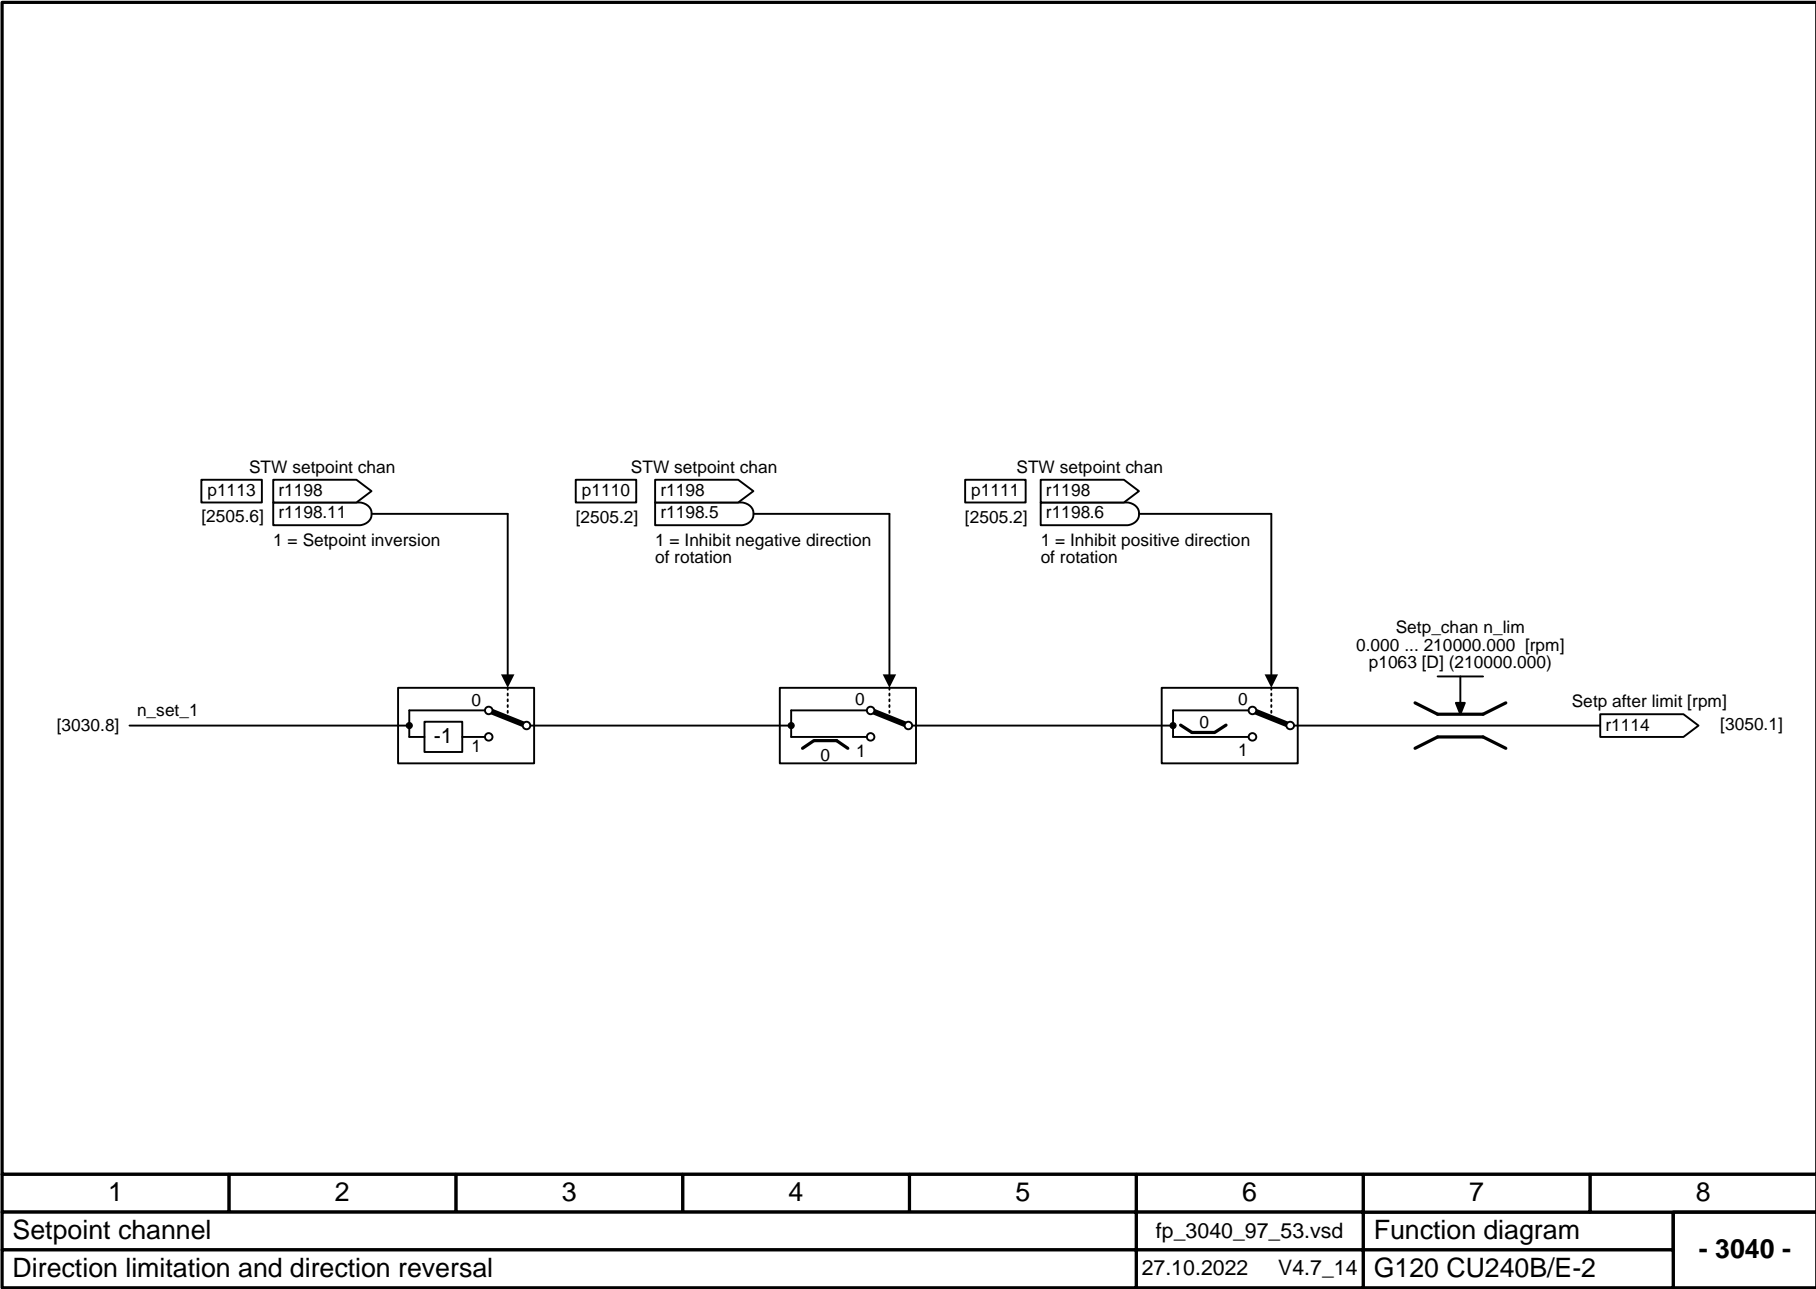 STW setpoint chan
p1113 r1198
[2505.6] r1198.11
1 = Setpoint inversion
STW setpoint chan
p1110 r1198
[2505.2] r1198.5
1 = Inhibit negative direction
of rotation
STW setpoint chan
p1111 r1198
[2505.2] r1198.6
1 = Inhibit positive direction
of rotation
Setp_chan n_lim
0.000 ... 210000.000 [rpm]
p1063 [D] (210000.000)
[3030.8] n_set_1
0
-1
1
0
0
1
0
0
1
Setp after limit [rpm]
r1114 [3050.1]
1 2 3 4 5 6 7 8
Setpoint channel
fp_3040_97_53.vsd
Function diagram
- 3040 -
Direction limitation and direction reversal
27.10.2022 V4.7_14
G120 CU240B/E-2